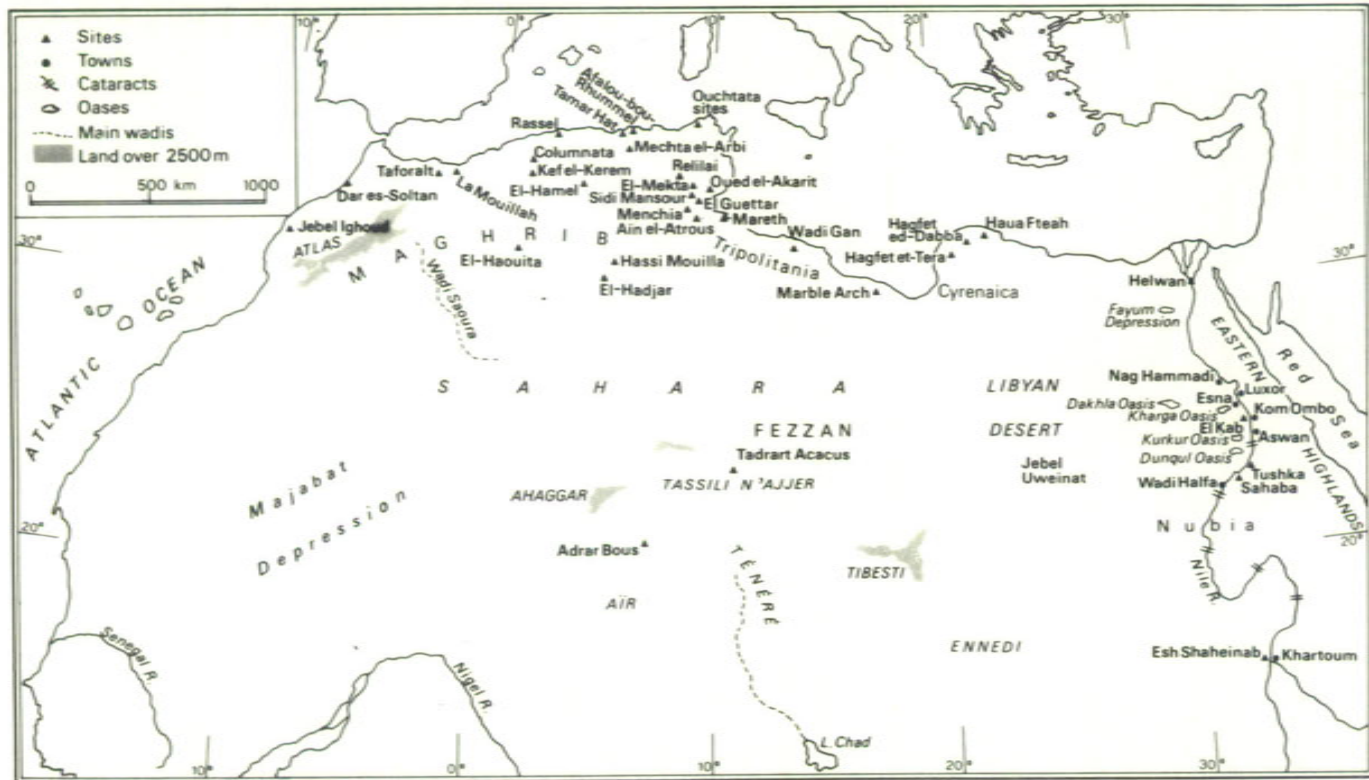 10°
0°
10°
20°
30°
Sites
Towns
Cataracts
Oases
Main wadis
Land over 2500m
0
500 km
1000
Afalou-bou-
Rhummel
Tamar Hat
Ouchtata
sites
Rassel
Mechta el-Arbi
Columnata
Relilai
Taforalt
Kef el-Kerem
El-Mekta
Oued el-Akarit
Dar es-Soltan
La Mouillah
El-Hamel
Sidi Mansour
El Guettar
Menchia
Mareth
Jebel Ighoud
Aïn el-Atrous
Wadi Gan
Hagfet
ed-Dabba
Haua Fteah
30°
ATLAS
MAGHRIB
El-Haouita
Hassi Mouilla
Tripolitania
Hagfet et-Tera
30°
El-Hadjar
Marble Arch
Cyrenaica
Helwan
Wadi Saoura
Fayum
Depression
ATLANTIC OCEAN
EASTERN HIGHLANDS
Red Sea
SAHARA
LIBYAN
DESERT
Nag Hammadi
Luxor
Dakhla Oasis
Esna
Kharga Oasis
Kom Ombo
El Kab
FEZZAN
Kurkur Oasis
Aswan
Tadrart Acacus
Jebel
Uweinat
Dunqul Oasis
Tushka
Majabat
Depression
AHAGGAR
TASSILI N'AJJER
Wadi Halfa
Sahaba
20°
Nubia
20°
Adrar Bous
TÉNÉRÉ
TIBESTI
Nile R.
AÏR
ENNEDI
Esh Shaheinab
Khartoum
Senegal R.
Nigel R.
L. Chad
10°
0°
10°
20°
30°